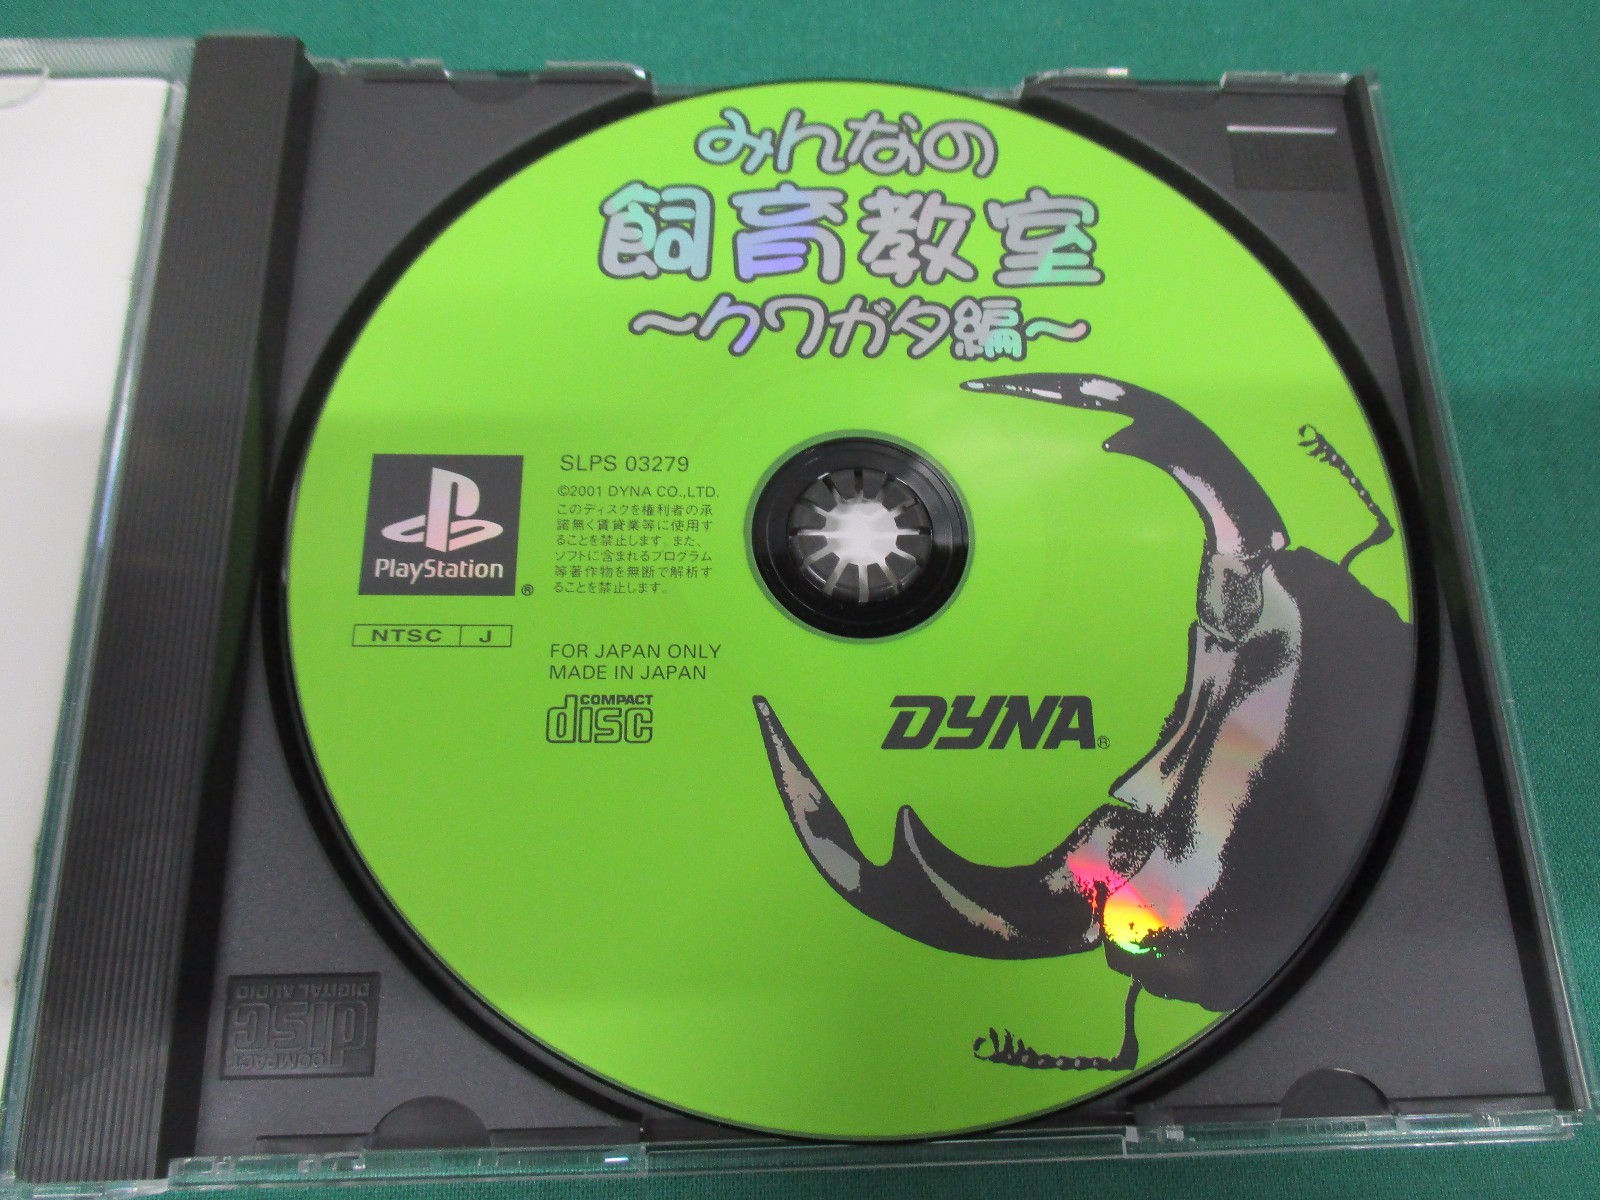 みんなの
飼育教室
～クワガタ編～
SLPS 03279
©2001 DYNA CO.,LTD.
このディスクを権利者の承
諾無く賃貸業等に使用す
ることを禁止します。また、
ソフトに含まれるプログラム
等著作物を無断で解析す
ることを禁止します。
PlayStation
®
NTSC J
FOR JAPAN ONLY
MADE IN JAPAN
COMPACT
disc
DYNA®
COMPACT
disc
DIGITAL AUDIO